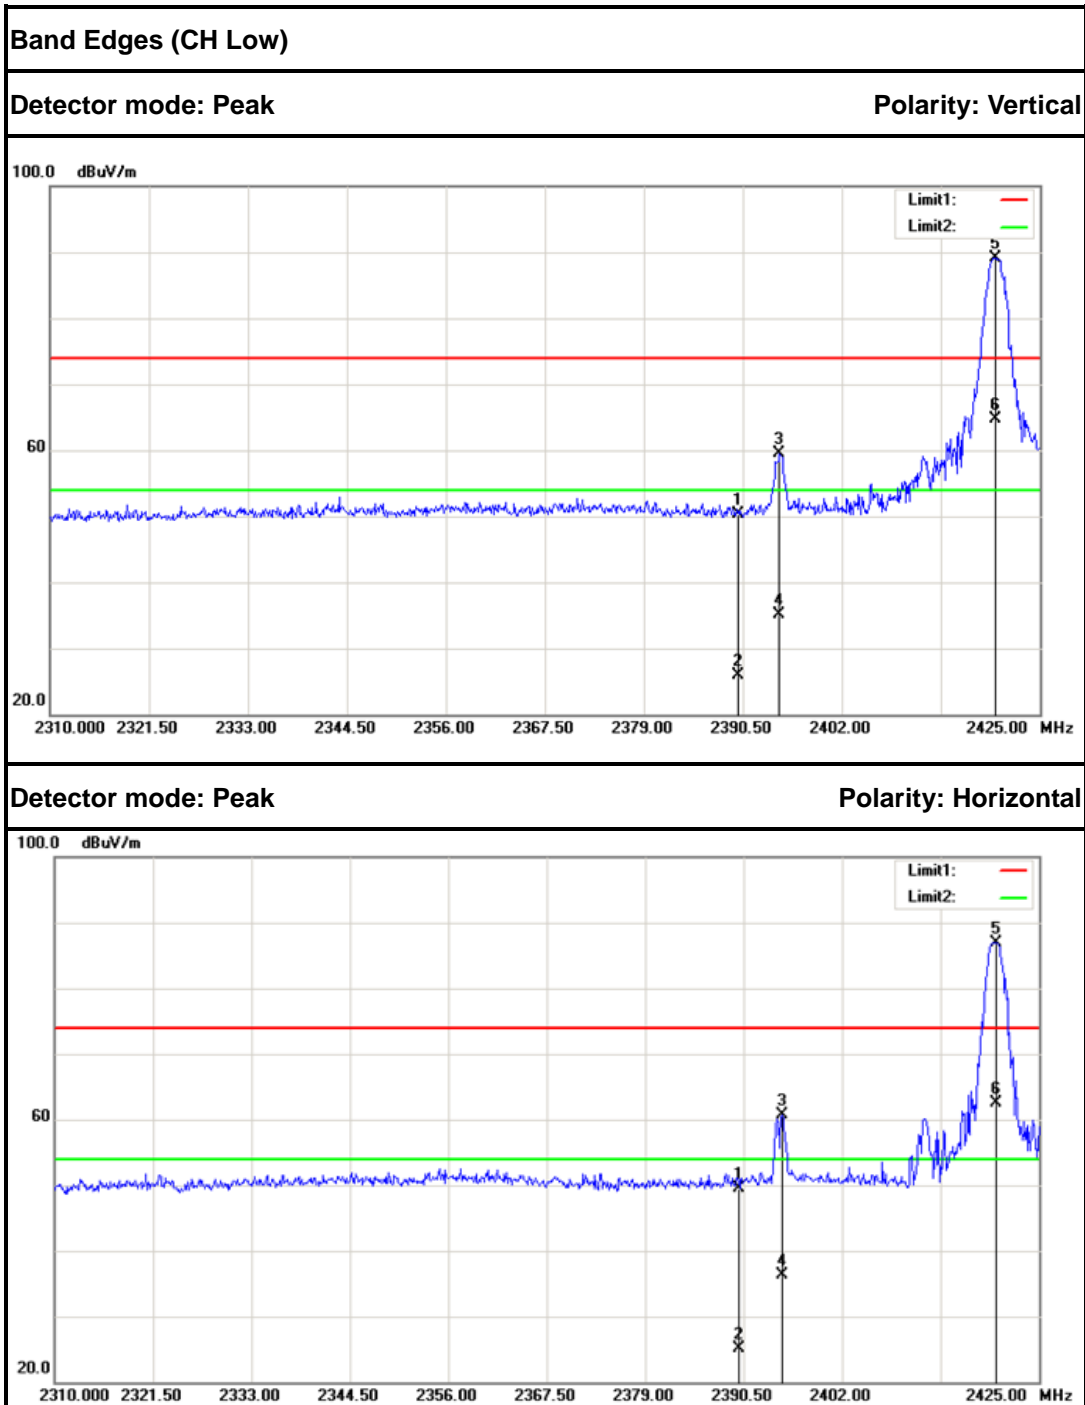 Band Edges (CH Low)
Detector mode: Peak Polarity: Vertical
100.0 dBuV/m
Limit1:
Limit2:
5
6
60
3
1
4
2
20.0
2310.000 2321.50 2333.00 2344.50 2356.00 2367.50 2379.00 2390.50 2402.00 2425.00 MHz
Detector mode: Peak Polarity: Horizontal
100.0 dBuV/m
Limit1:
Limit2:
5
6
60
3
1
4
2
20.0
2310.000 2321.50 2333.00 2344.50 2356.00 2367.50 2379.00 2390.50 2402.00 2425.00 MHz